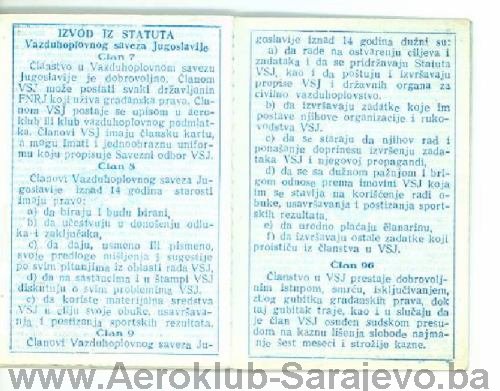 IZVOD IZ STATUTA
Vazduhoplovnog saveza Jugoslavije
Član 7
Članstvo u Vazduhoplovnom savezu
Jugoslavije je dobrovoljno. Članom
VSJ može postati svaki državljanin
FNRJ koji uživa građanska prava. Čla-
nom VSJ postaje se upisom u aero-
klub ili klub vazduhoplovnog podmlat-
ka. Članovi VSJ imaju člansku kartu,
a mogu imati i jednoobraznu unifor-
mu koju propisuje Savezni odbor VSJ.
Član 8
Članovi Vazduhoplovnog saveza Ju-
goslavije iznad 14 godina starosti
imaju pravo:
a) da biraju i budu birani,
b) da učestvuju u donošenju odlu-
ka i zaključaka,
c) da daju, usmeno ili pismeno,
svoje predloge mišljenja i sugestije
po svim pitanjima iz oblasti rada VSJ,
d) da na sastancima i u štampi VSJ
diskutuju o svim problemima VSJ.
e) da koriste materijalna sredstva
VSJ u cilju svoje obuke, usavršava-
nja i postizanja sportskih rezultata,
Član 9
Članovi Vazduhoplovnog saveza Ju-
goslavije iznad 14 godina dužni su:
a) da rade na ostvarenju ciljeva i
zadataka i da se pridržavaju Statuta
VSJ, kao i da poštuju i izvršavaju
propise VSJ i državnih organa za
civilno vazduhoplovstvo.
b) da izvršavaju zadatke koje im
postave njihove organizacije i ruko-
vodstva VSJ.
c) da se staraju da njihov rad i
ponašanje doprinesu izvršenju zada-
taka VSJ i njegovoj propagandi,
d) da se sa dužnom pažnjom i bri-
gom odnose prema imovini VSJ koja
im se stavlja na korišćenje radi o-
buke, usavršavanja i postizanja sport-
skih rezultata,
e) da uredno plaćaju članarinu,
f) da izvršavaju ostale zadatke koji
proističu iz članstva u VSJ.
Član 96
Članstvo u VSJ prestaje dobrovolj-
nim istupom, smrću, isključivanjem,
zbog gubitka građanskih prava, dok
taj gubitak traje, kao i u slučaju da
je član VSJ osuđen sudskom presu-
dom na kaznu lišenja slobode najma-
nje šest meseci i strožije kazne.
www.Aeroklub-Sarajevo.ba